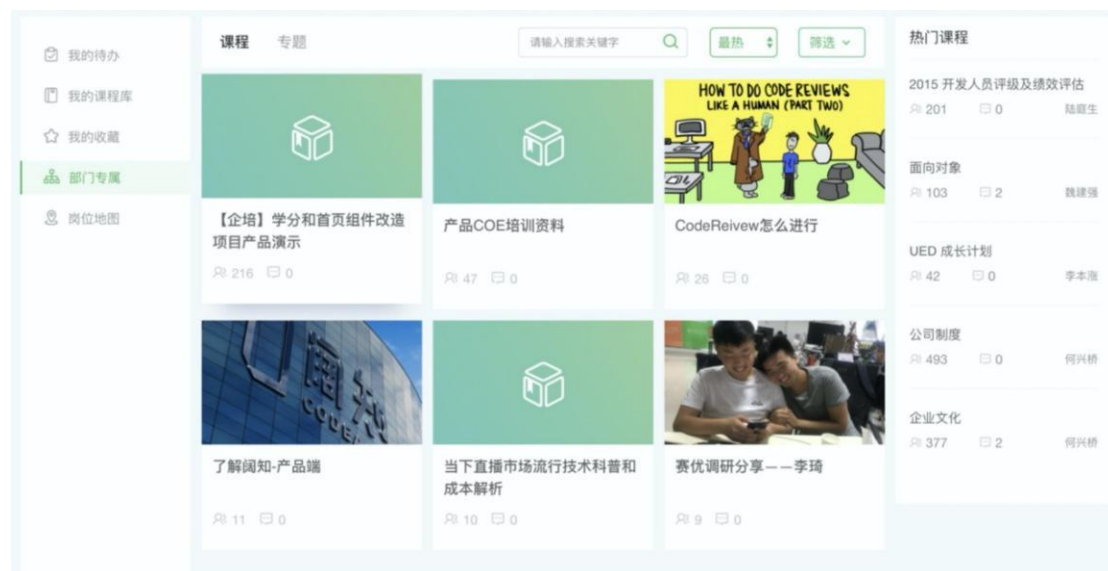 我的待办
我的课程库
我的收藏
部门专属
岗位地图
课程 专题
请输入搜索关键字
最热
筛选
【企培】学分和首页组件改造
项目产品演示
216 0
产品COE培训资料
47 0
HOW TO DO CODE REVIEWS
LIKE A HUMAN (PART TWO)
CodeReivew怎么进行
26 0
阔知
了解阔知-产品端
11 0
当下直播市场流行技术科普和
成本解析
10 0
赛优调研分享——李琦
9 0
热门课程
2015 开发人员评级及绩效评估
201 0 陆庭生
面向对象
103 2 魏建强
UED 成长计划
42 0 李本涨
公司制度
493 0 何兴桥
企业文化
377 2 何兴桥